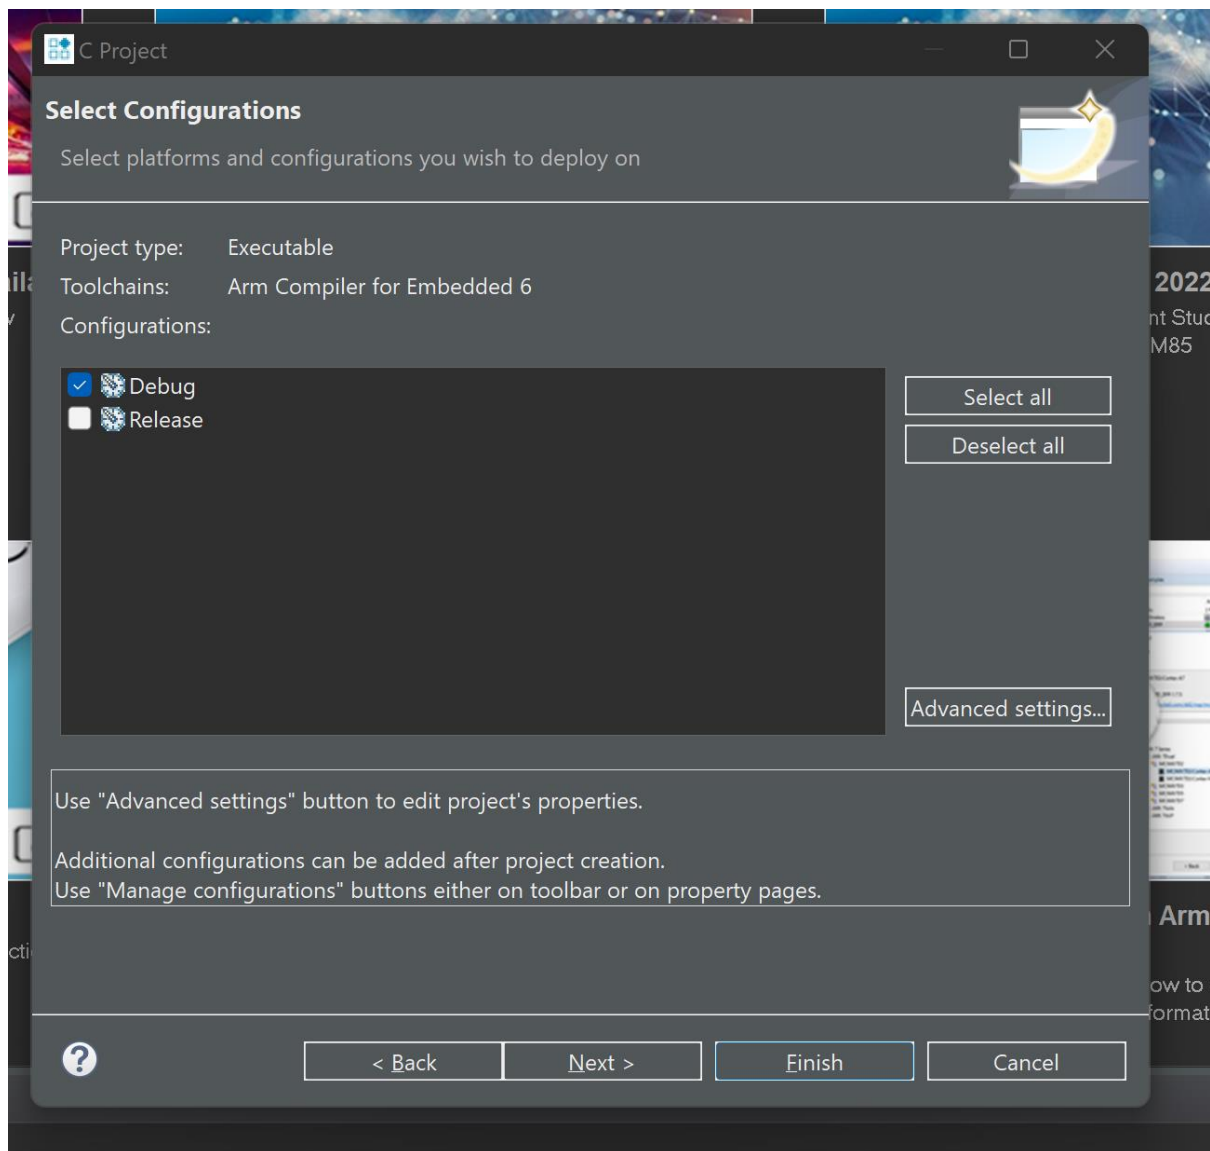 C Project
Select Configurations
Select platforms and configurations you wish to deploy on
Project type: Executable
Toolchains: Arm Compiler for Embedded 6
Configurations:
Debug
Release
Select all
Deselect all
Advanced settings...
Use "Advanced settings" button to edit project's properties.
Additional configurations can be added after project creation.
Use "Manage configurations" buttons either on toolbar or on property pages.
< Back
Next >
Finish
Cancel
2022
M85
Arm
ow to